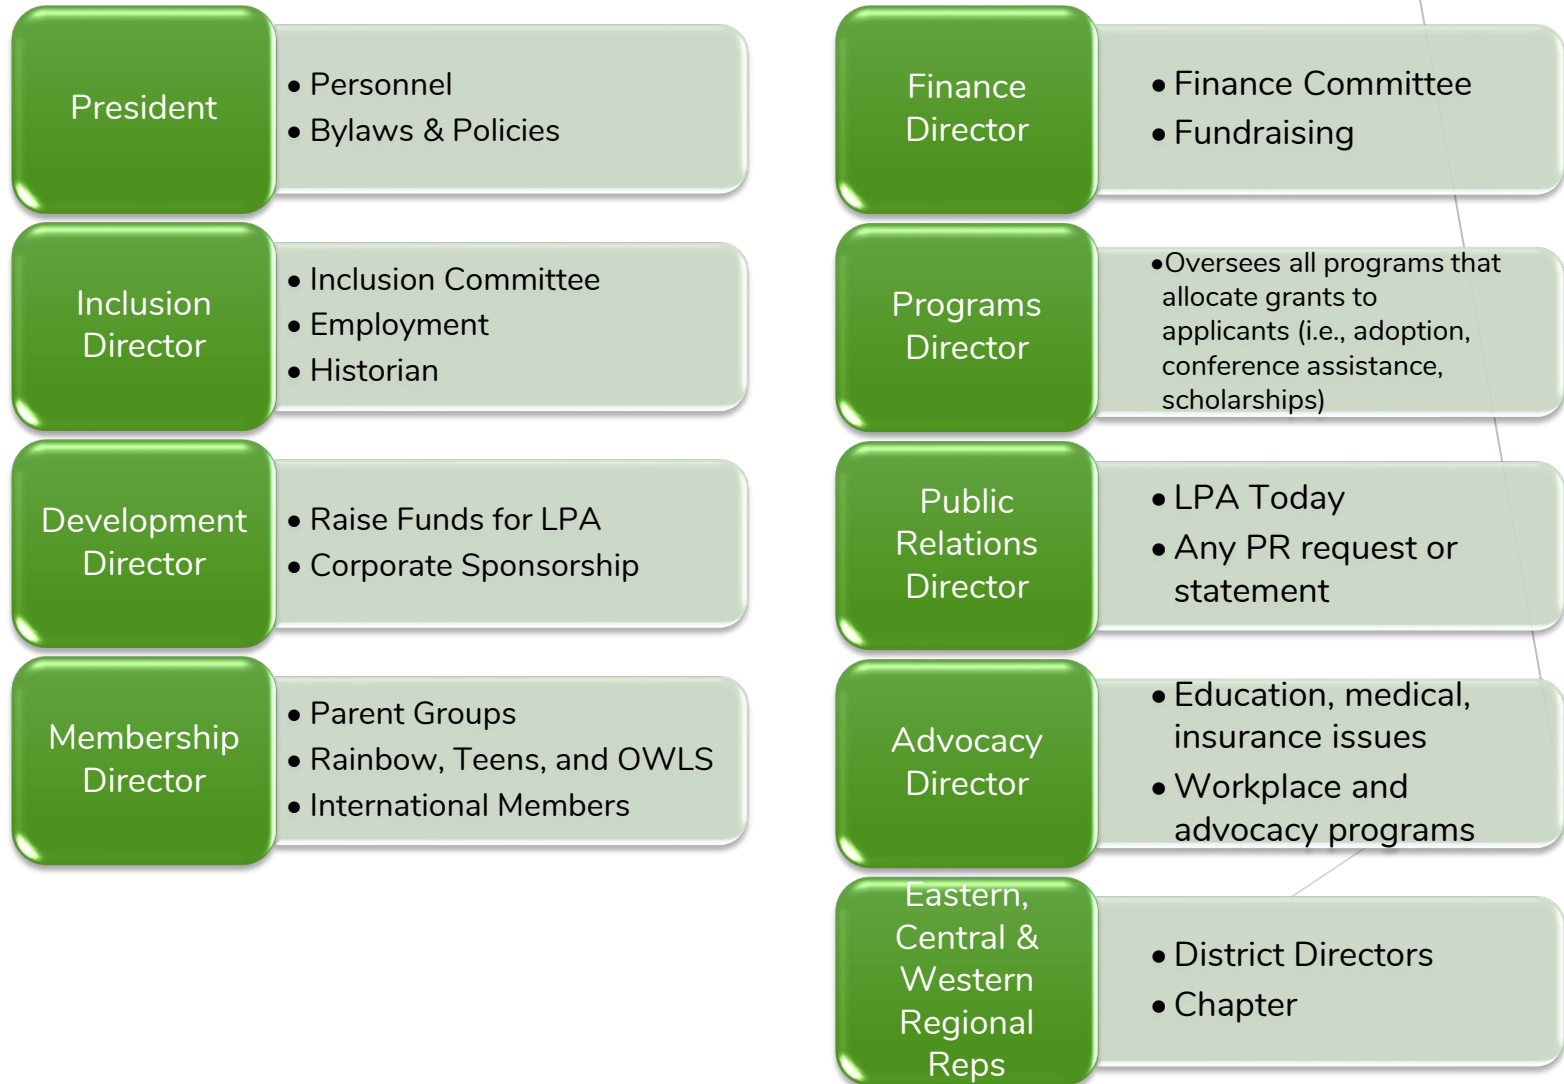 President
• Personnel
• Bylaws & Policies
Inclusion
Director
• Inclusion Committee
• Employment
• Historian
Development
Director
• Raise Funds for LPA
• Corporate Sponsorship
Membership
Director
• Parent Groups
• Rainbow, Teens, and OWLS
• International Members
Finance
Director
• Finance Committee
• Fundraising
Programs
Director
•Oversees all programs that
allocate grants to
applicants (i.e., adoption,
conference assistance,
scholarships)
Public
Relations
Director
• LPA Today
• Any PR request or
statement
Advocacy
Director
• Education, medical,
insurance issues
• Workplace and
advocacy programs
Eastern,
Central &
Western
Regional
Reps
• District Directors
• Chapter